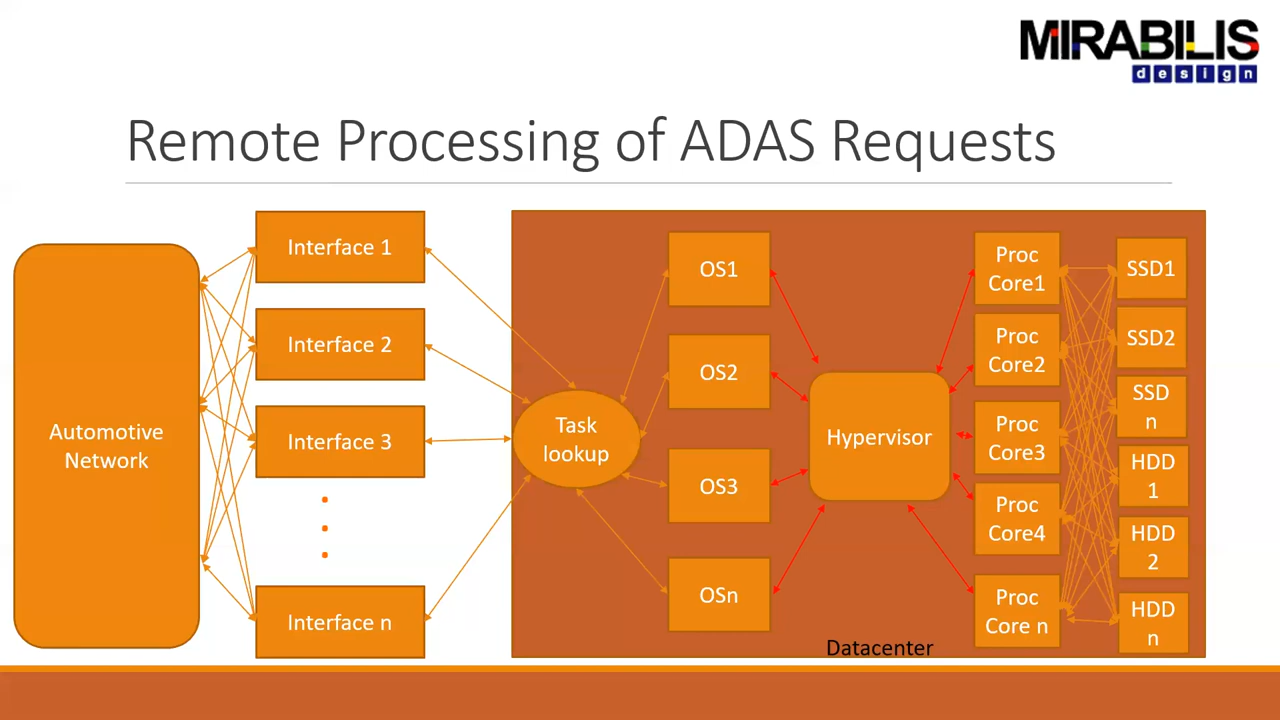 MIRABILIS
design
Remote Processing of ADAS Requests
Automotive
Network
Interface 1
Interface 2
Interface 3
Interface n
Task
lookup
OS1
OS2
OS3
OSn
Hypervisor
Proc
Core1
Proc
Core2
Proc
Core3
Proc
Core4
Proc
Core n
SSD1
SSD2
SSD
n
HDD
1
HDD
2
HDD
n
Datacenter